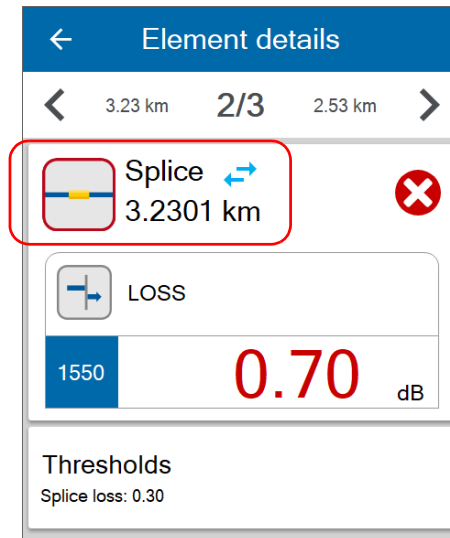 Element details
3.23 km 2/3 2.53 km
Splice
3.2301 km
LOSS
1550 0.70 dB
Thresholds
Splice loss: 0.30